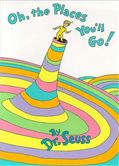 Oh, the Places
You'll Go!
by
Dr. Seuss